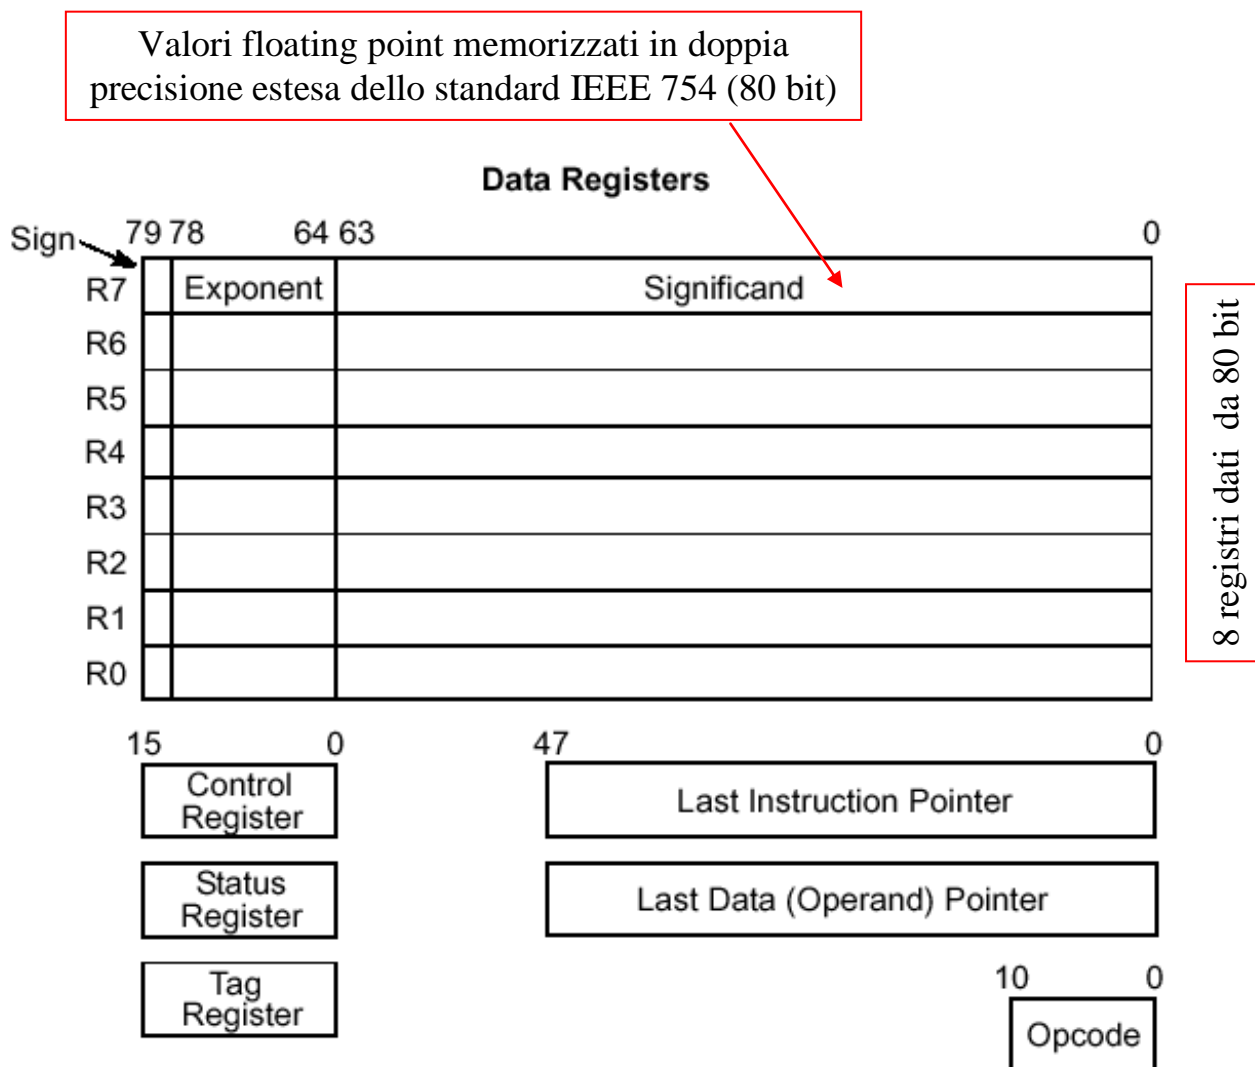 Valori floating point memorizzati in doppia
precisione estesa dello standard IEEE 754 (80 bit)
Data Registers
Sign 79 78 64 63 0
R7 Exponent Significand
R6
R5
R4
R3
R2
R1
R0
8 registri dati da 80 bit
15 0 47 0
Control
Register
Last Instruction Pointer
Status
Register
Last Data (Operand) Pointer
Tag
Register
10 0
Opcode